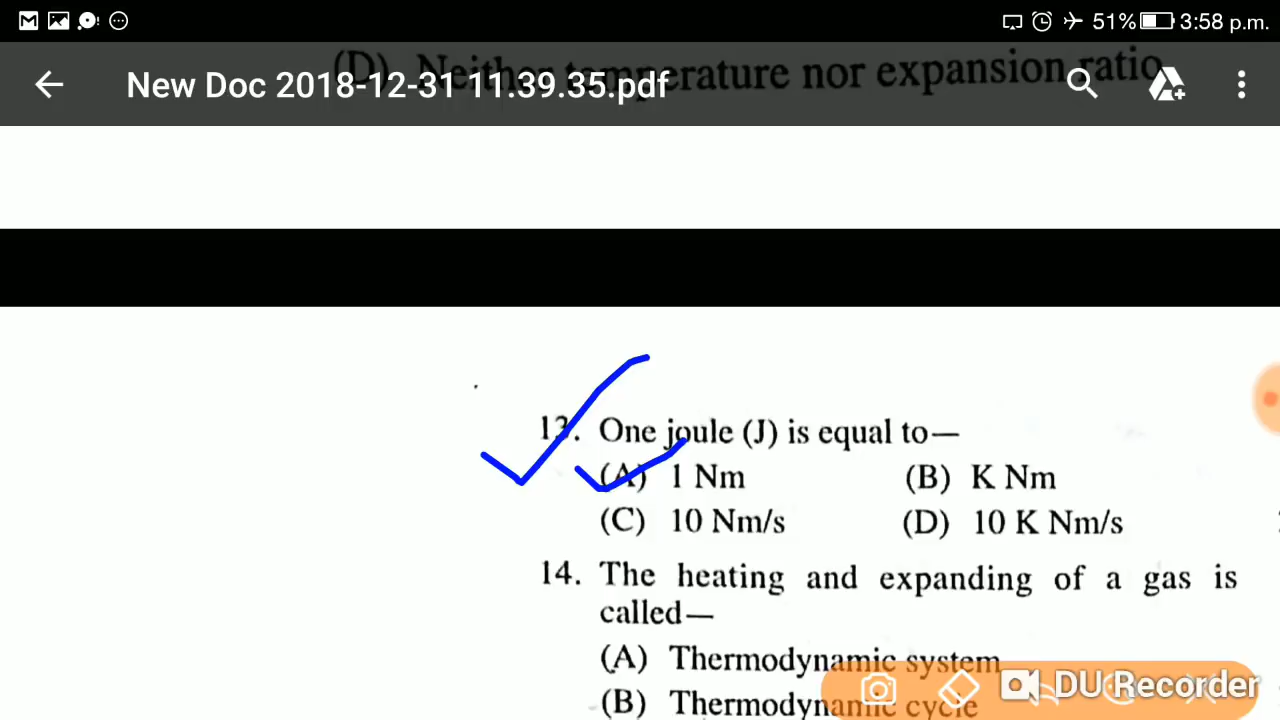 51% 3:58 p.m.
(D) Neither temperature nor expansion ratio
New Doc 2018-12-31 11.39.35.pdf
13. One joule (J) is equal to—
(A) 1 Nm (B) K Nm
(C) 10 Nm/s (D) 10 K Nm/s
14. The heating and expanding of a gas is
called—
(A) Thermodynamic system
(B) Thermodynamic cycle
DU Recorder